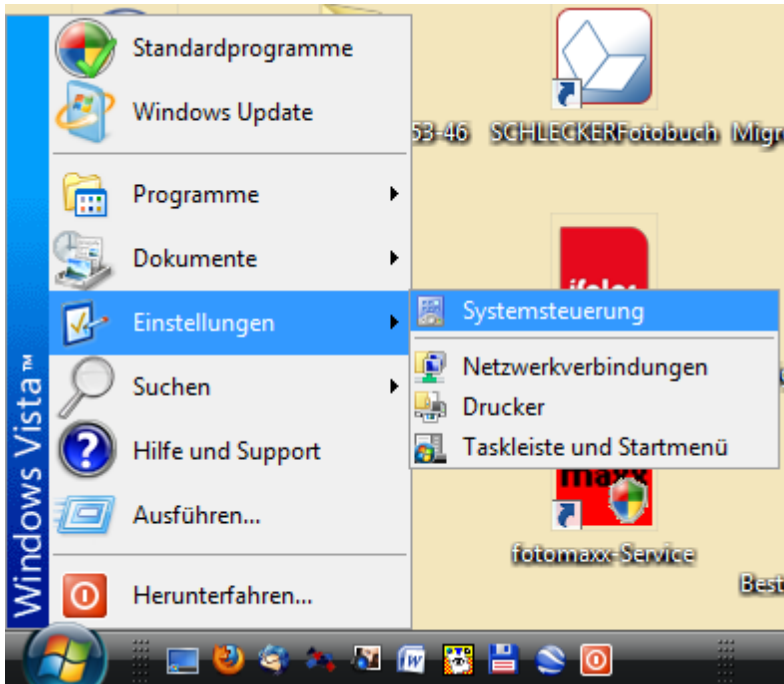 Standardprogramme
Windows Update
Programme
Dokumente
Einstellungen
Suchen
Hilfe und Support
Ausführen...
Herunterfahren...
Windows Vista™
Systemsteuerung
Netzwerkverbindungen
Drucker
Taskleiste und Startmenü
53-46
SCHLECKERFotobuch
Migr
ifolor
maxx
fotomaxx-Service
Best